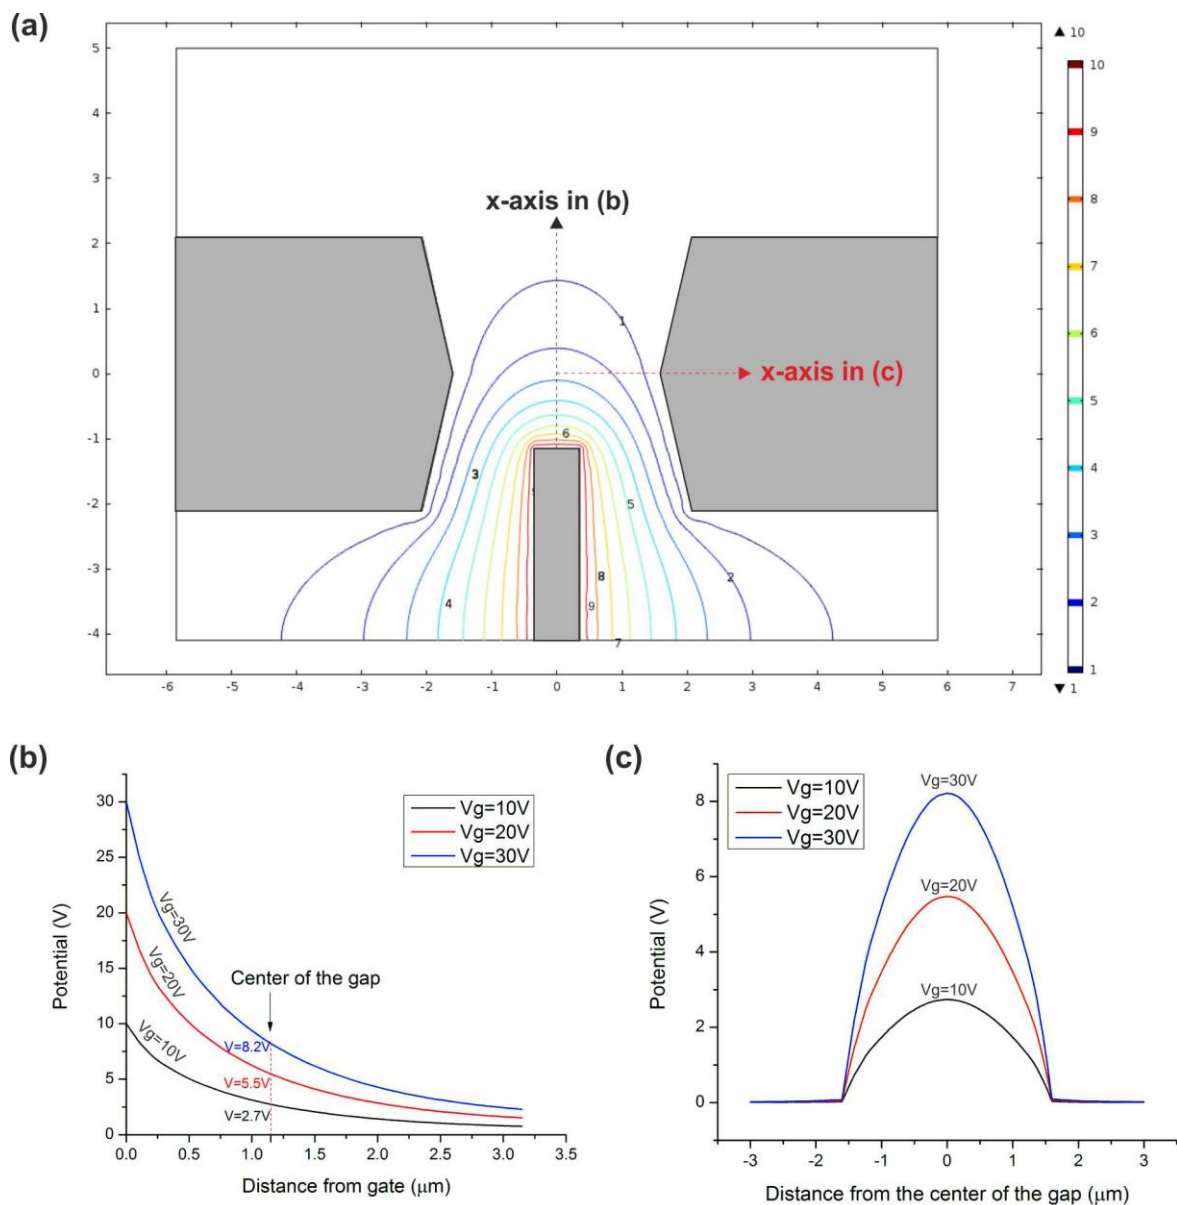 (a)
10
5
4
3
2
1
0
-1
-2
-3
-4
-6
-5
-4
-3
-2
-1
0
1
2
3
4
5
6
7
x-axis in (b)
x-axis in (c)
1
6
3
5
8
2
4
9
7
10
9
8
7
6
5
4
3
2
1
1
(b)
Vg=10V
Vg=20V
Vg=30V
30
25
20
15
10
5
0
Potential (V)
Vg=30V
Vg=20V
Vg=10V
Center of the gap
V=8.2V
V=5.5V
V=2.7V
0.0 0.5 1.0 1.5 2.0 2.5 3.0 3.5
Distance from gate (μm)
(c)
Vg=10V
Vg=20V
Vg=30V
8
6
4
2
0
Potential (V)
Vg=30V
Vg=20V
Vg=10V
-3 -2 -1 0 1 2 3
Distance from the center of the gap (μm)